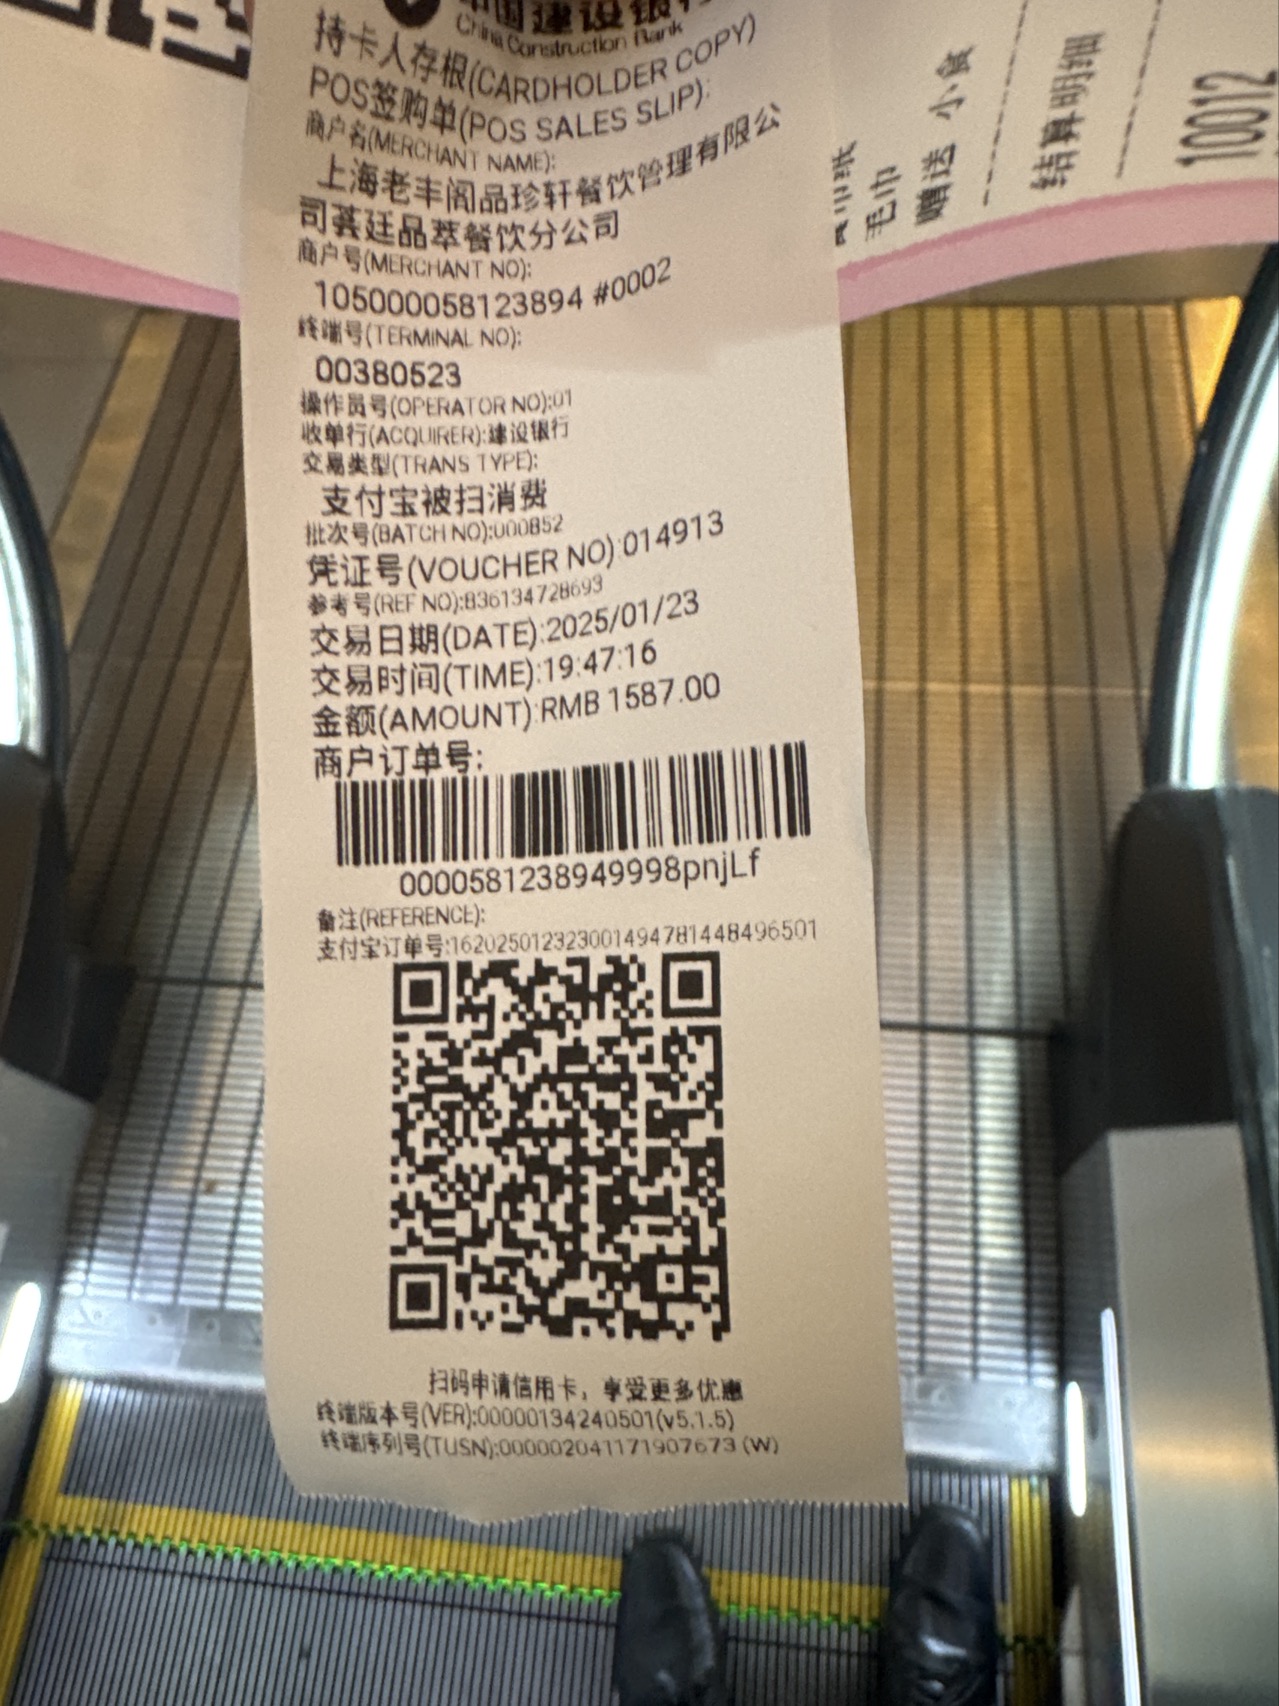 中国建设银行
China Construction Bank
持卡人存根(CARDHOLDER COPY)
POS签购单(POS SALES SLIP):
商户名(MERCHANT NAME):
上海老丰阁品珍轩餐饮管理有限公
司荟廷品萃餐饮分公司
商户号(MERCHANT NO):
105000058123894 #0002
终端号(TERMINAL NO):
00380523
操作员号(OPERATOR NO):01
收单行(ACQUIRER):建设银行
交易类型(TRANS TYPE):
支付宝被扫消费
批次号(BATCH NO):000852
凭证号(VOUCHER NO):014913
参考号(REF NO):836134728693
交易日期(DATE):2025/01/23
交易时间(TIME):19:47:16
金额(AMOUNT):RMB 1587.00
商户订单号:
0000581238949998pnjLf
备注(REFERENCE):
支付宝订单号:162025012323001494781448496501
扫码申请信用卡，享受更多优惠
终端版本号(VER):00000134240501(v5.1.5)
终端序列号(TUSN):000002041171907673 (W)
毛巾
赠送 小食
结算明细
10012